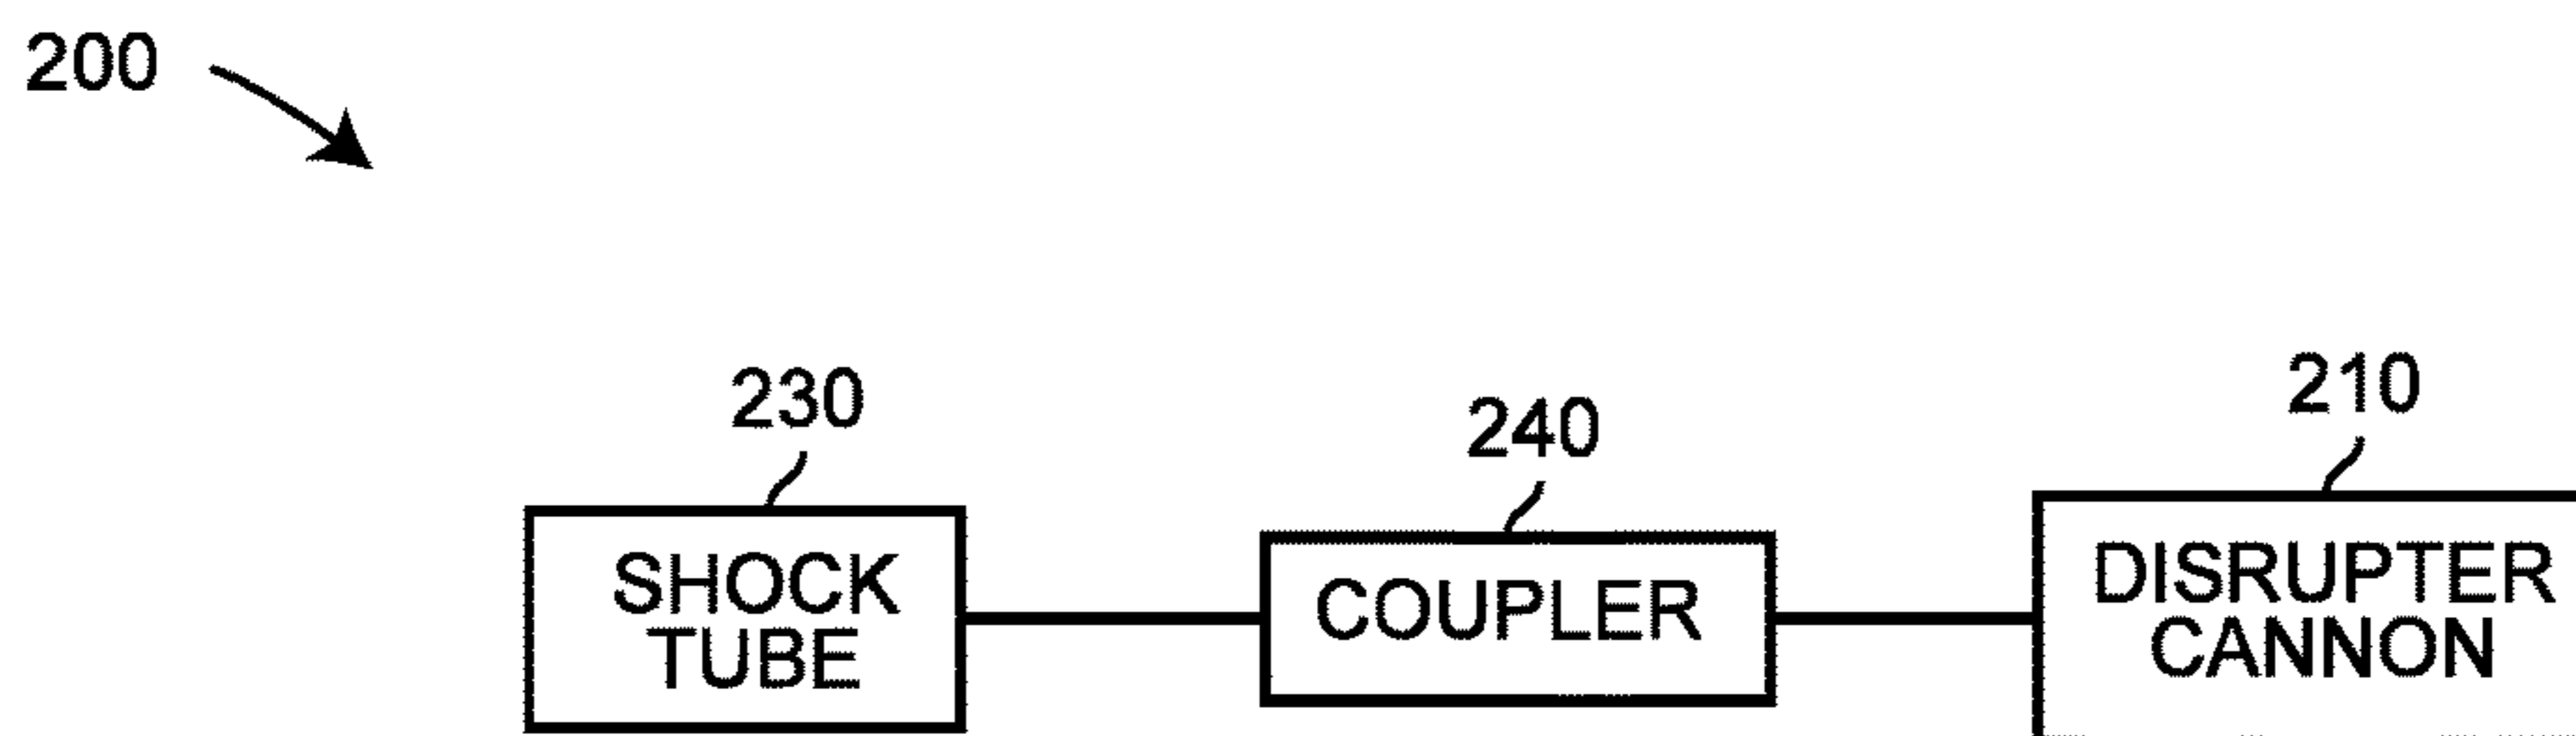 200
230
240
210
SHOCK
TUBE
COUPLER
DISRUPTER
CANNON